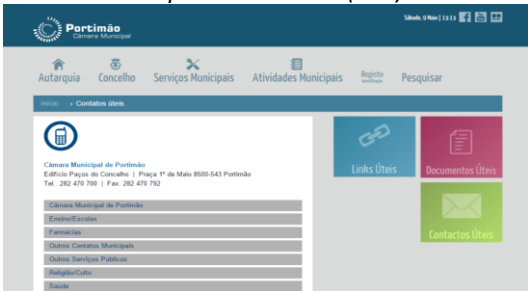 Portimão
Câmara Municipal
Sábado, 9 Maio | 13:13
Autarquia
Concelho
Serviços Municipais
Atividades Municipais
Registo
Pesquisar
Início » Contatos úteis
Câmara Municipal de Portimão
Edifício Paços do Concelho | Praça 1º de Maio 8500-543 Portimão
Tel.: 282 470 700 | Fax: 282 470 792
Câmara Municipal de Portimão
Ensino/Escolas
Farmácias
Outros Contatos Municipais
Outros Serviços Públicos
Religião/Culto
Saúde
Links Úteis
Documentos Úteis
Contactos Úteis